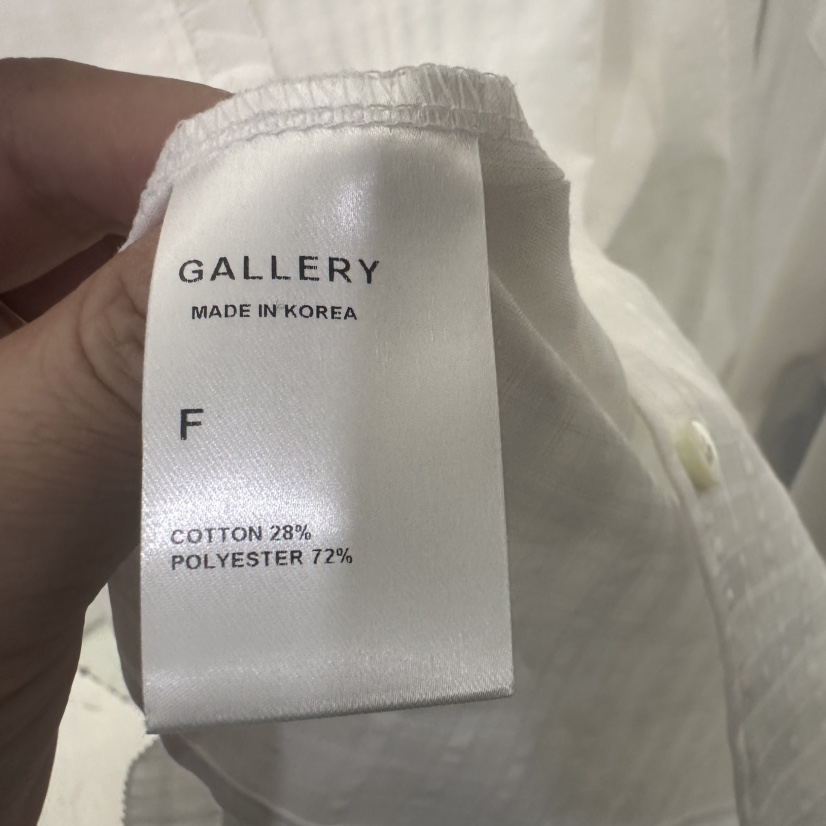 GALLERY
MADE IN KOREA
F
COTTON 28%
POLYESTER 72%